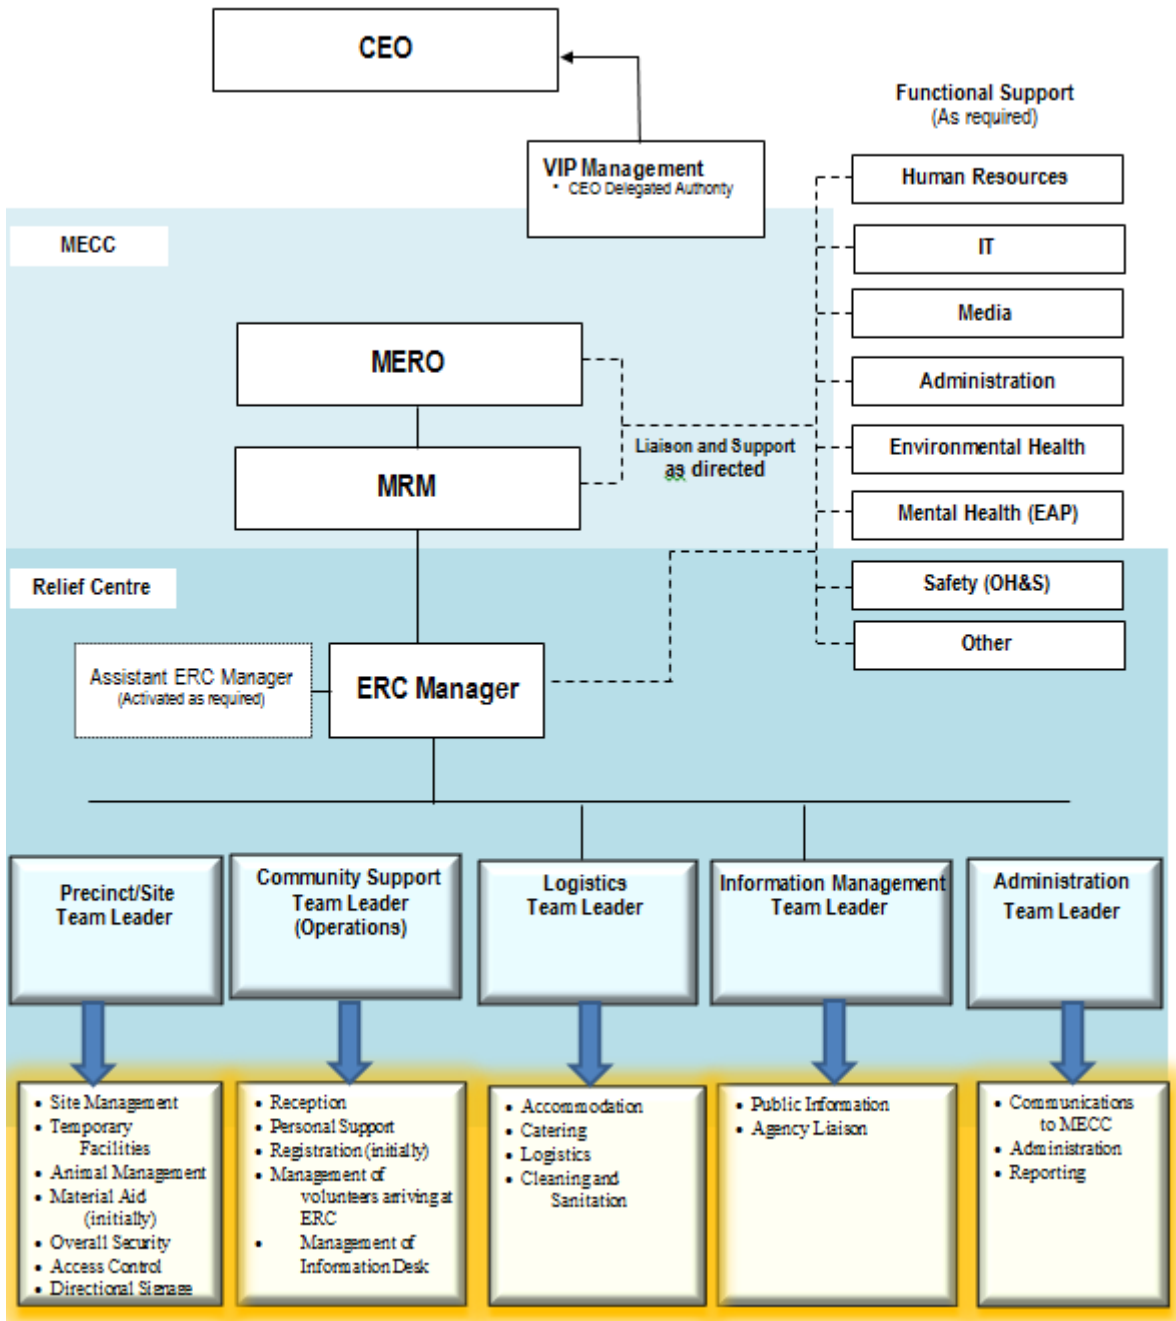 CEO
Functional Support
(As required)
VIP Management
• CEO Delegated Authority
Human Resources
MECC
IT
Media
MERO
Administration
Liaison and Support
as directed
Environmental Health
MRM
Mental Health (EAP)
Relief Centre
Safety (OH&S)
Other
Assistant ERC Manager
(Activated as required)
ERC Manager
Precinct/Site
Team Leader
Community Support
Team Leader
(Operations)
Logistics
Team Leader
Information Management
Team Leader
Administration
Team Leader
• Site Management
• Temporary
Facilities
• Animal Management
• Material Aid
(initially)
• Overall Security
• Access Control
• Directional Signage
• Reception
• Personal Support
• Registration (initially)
• Management of
volunteers arriving at
ERC
• Management of
Information Desk
• Accommodation
• Catering
• Logistics
• Cleaning and
Sanitation
• Public Information
• Agency Liaison
• Communications
to MECC
• Administration
• Reporting